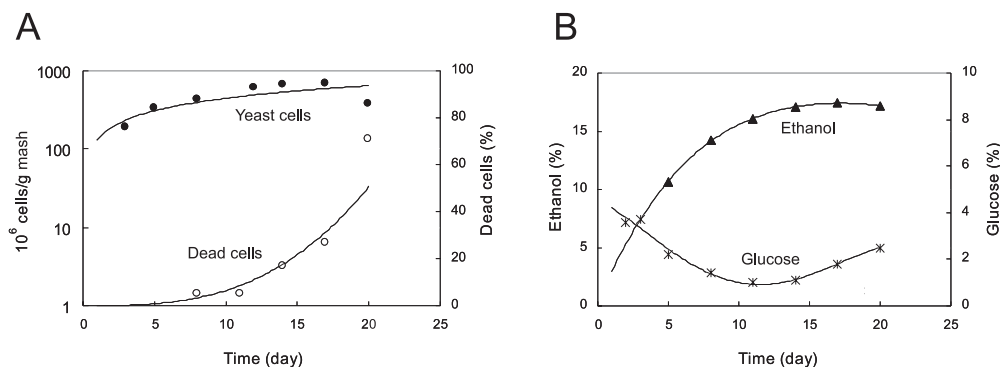 A
1000
100
10
1
10⁶ cells/g mash
Yeast cells
Dead cells
100
80
60
40
20
0
Dead cells (%)
0
5
10
15
20
25
Time (day)
B
20
15
10
5
0
Ethanol (%)
Ethanol
Glucose
10
8
6
4
2
0
Glucose (%)
0
5
10
15
20
25
Time (day)